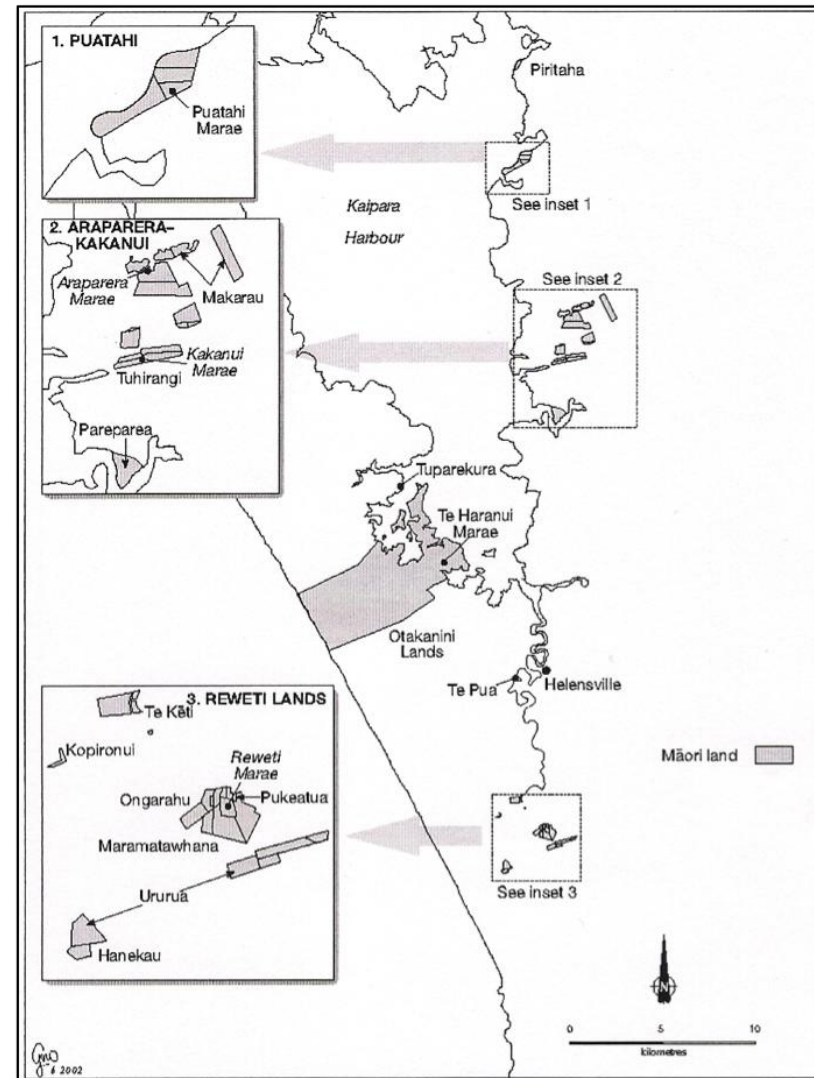 1. PUATAHI
Puatahi
Marae
Piritaha
See inset 1
Kaipara
Harbour
2. ARAPARERA–
KAKANUI
Araparera
Marae
Makarau
Kakanui
Marae
Tuhirangi
Pareparea
See inset 2
Tuparekura
Te Haranui
Marae
Otakanini
Lands
Te Pua
Helensville
3. REWETI LANDS
Te Kēti
Kopironui
Reweti
Marae
Ongarahu
Pukeatua
Maramatawhana
Ururua
Hanekau
Māori land
See inset 3
N
0 5 10
kilometres
6 2002